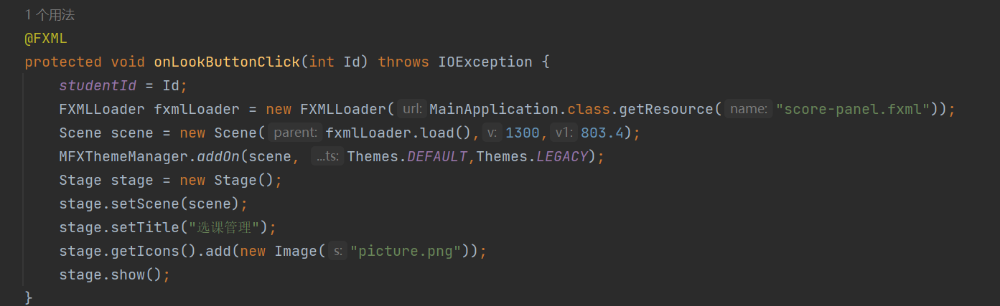 1 个用法
@FXML
protected void onLookButtonClick(int Id) throws IOException {
studentId = Id;
FXMLLoader fxmlLoader = new FXMLLoader( url: MainApplication.class.getResource( name: "score-panel.fxml"));
Scene scene = new Scene( parent: fxmlLoader.load(), v: 1300, v1: 803.4);
MFXThemeManager.addOn(scene, ...ts: Themes.DEFAULT,Themes.LEGACY);
Stage stage = new Stage();
stage.setScene(scene);
stage.setTitle("选课管理");
stage.getIcons().add(new Image( s: "picture.png"));
stage.show();
}